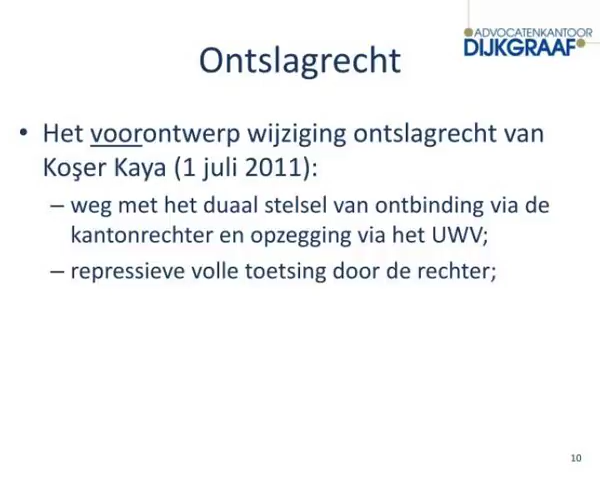 ADVOCATENKANTOOR
DIJKGRAAF
Ontslagrecht
• Het voorontwerp wijziging ontslagrecht van
Koşer Kaya (1 juli 2011):
– weg met het duaal stelsel van ontbinding via de
kantonrechter en opzegging via het UWV;
– repressieve volle toetsing door de rechter;
10